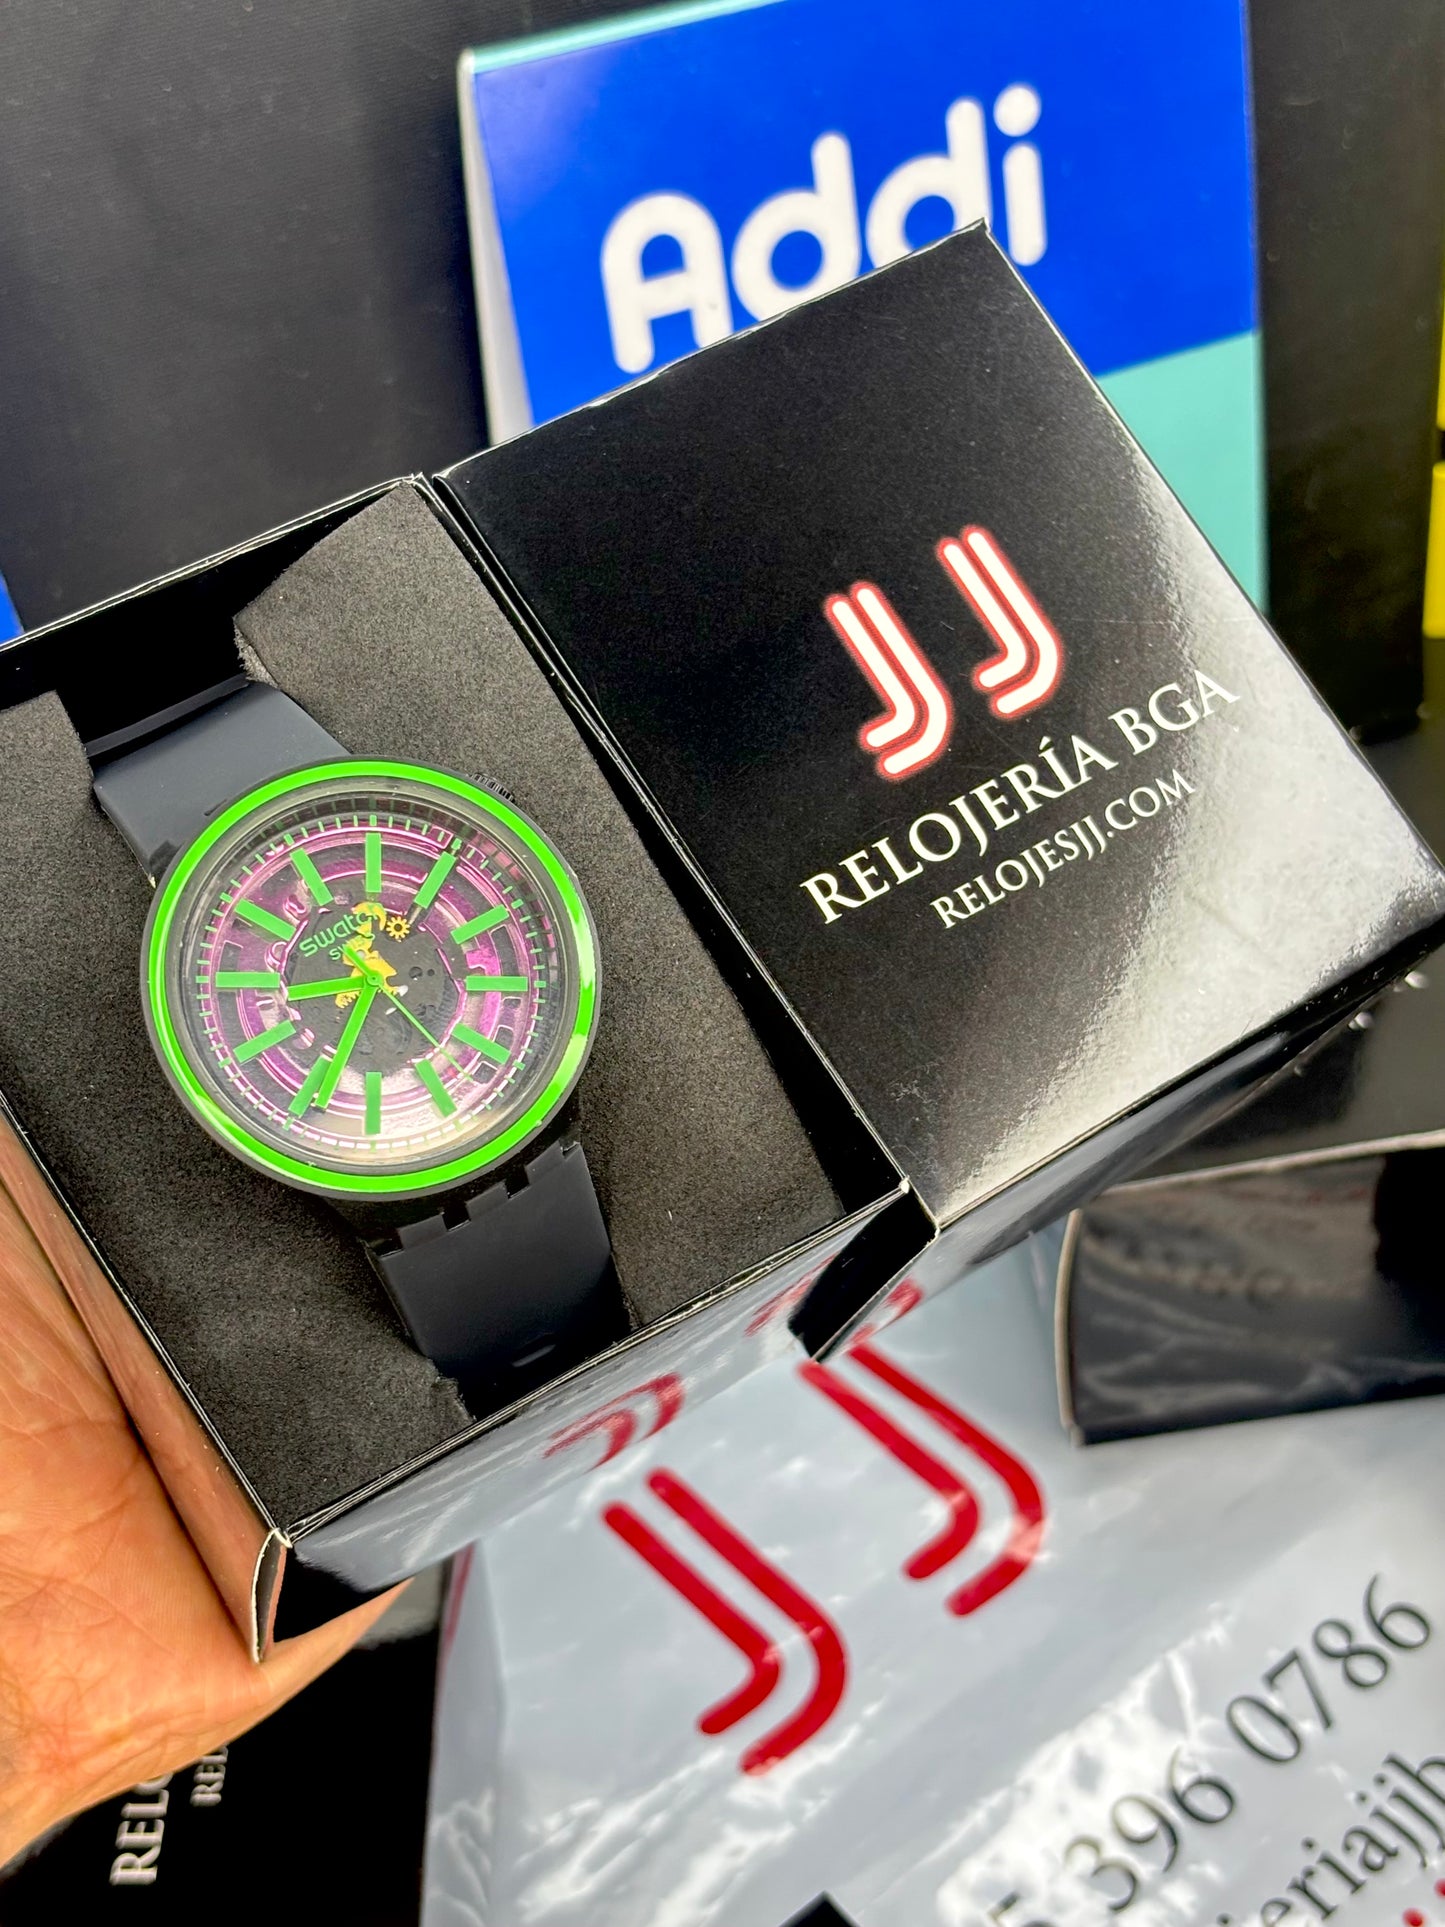 Addi
JJ
RELOJERÍA BGA
RELOJESJJ.COM
swatch
JJ
396 0786